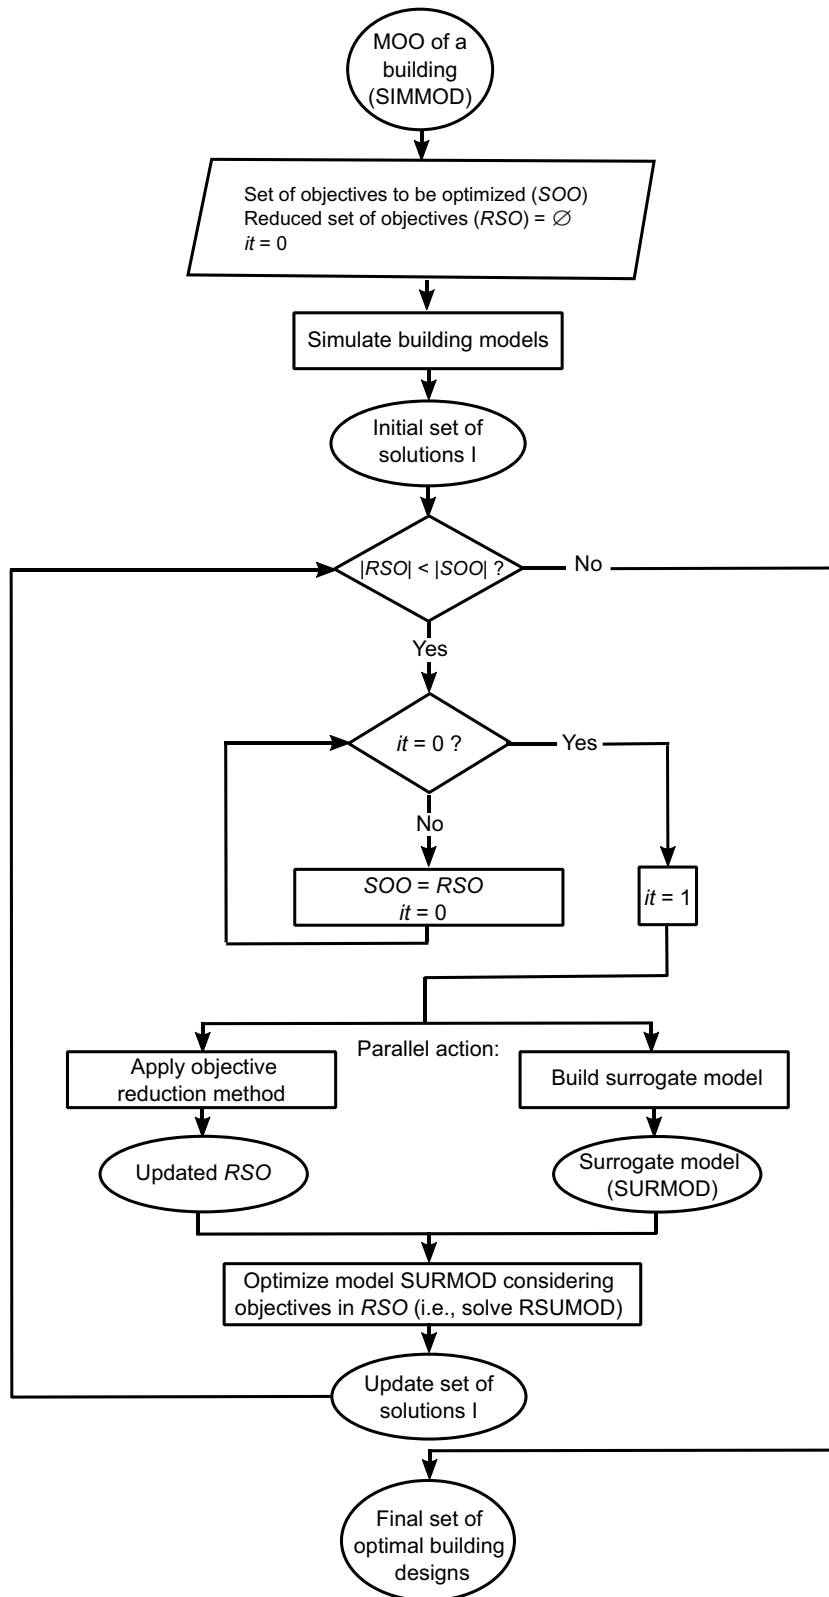 MOO of a
building
(SIMMOD)
Set of objectives to be optimized (SOO)
Reduced set of objectives (RSO) = ∅
it = 0
Simulate building models
Initial set of
solutions I
|RSO| < |SOO| ?
No
Yes
it = 0 ?
Yes
No
SOO = RSO
it = 0
it = 1
Parallel action:
Apply objective
reduction method
Build surrogate model
Updated RSO
Surrogate model
(SURMOD)
Optimize model SURMOD considering
objectives in RSO (i.e., solve RSUMOD)
Update set of
solutions I
Final set of
optimal building
designs